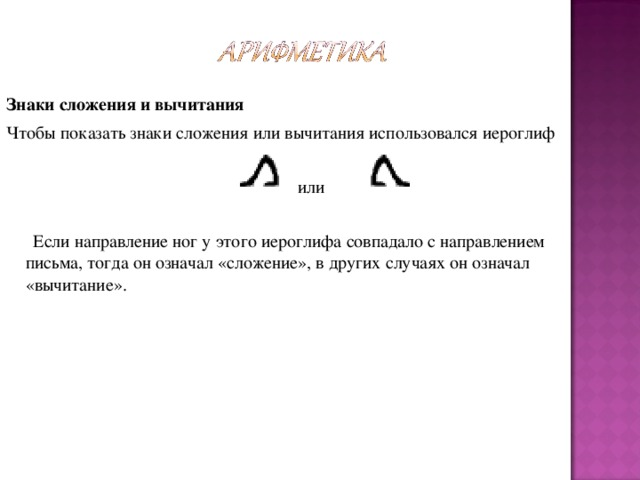 АРИФМЕТИКА
Знаки сложения и вычитания
Чтобы показать знаки сложения или вычитания использовался иероглиф
или
Если направление ног у этого иероглифа совпадало с направлением
письма, тогда он означал «сложение», в других случаях он означал
«вычитание».